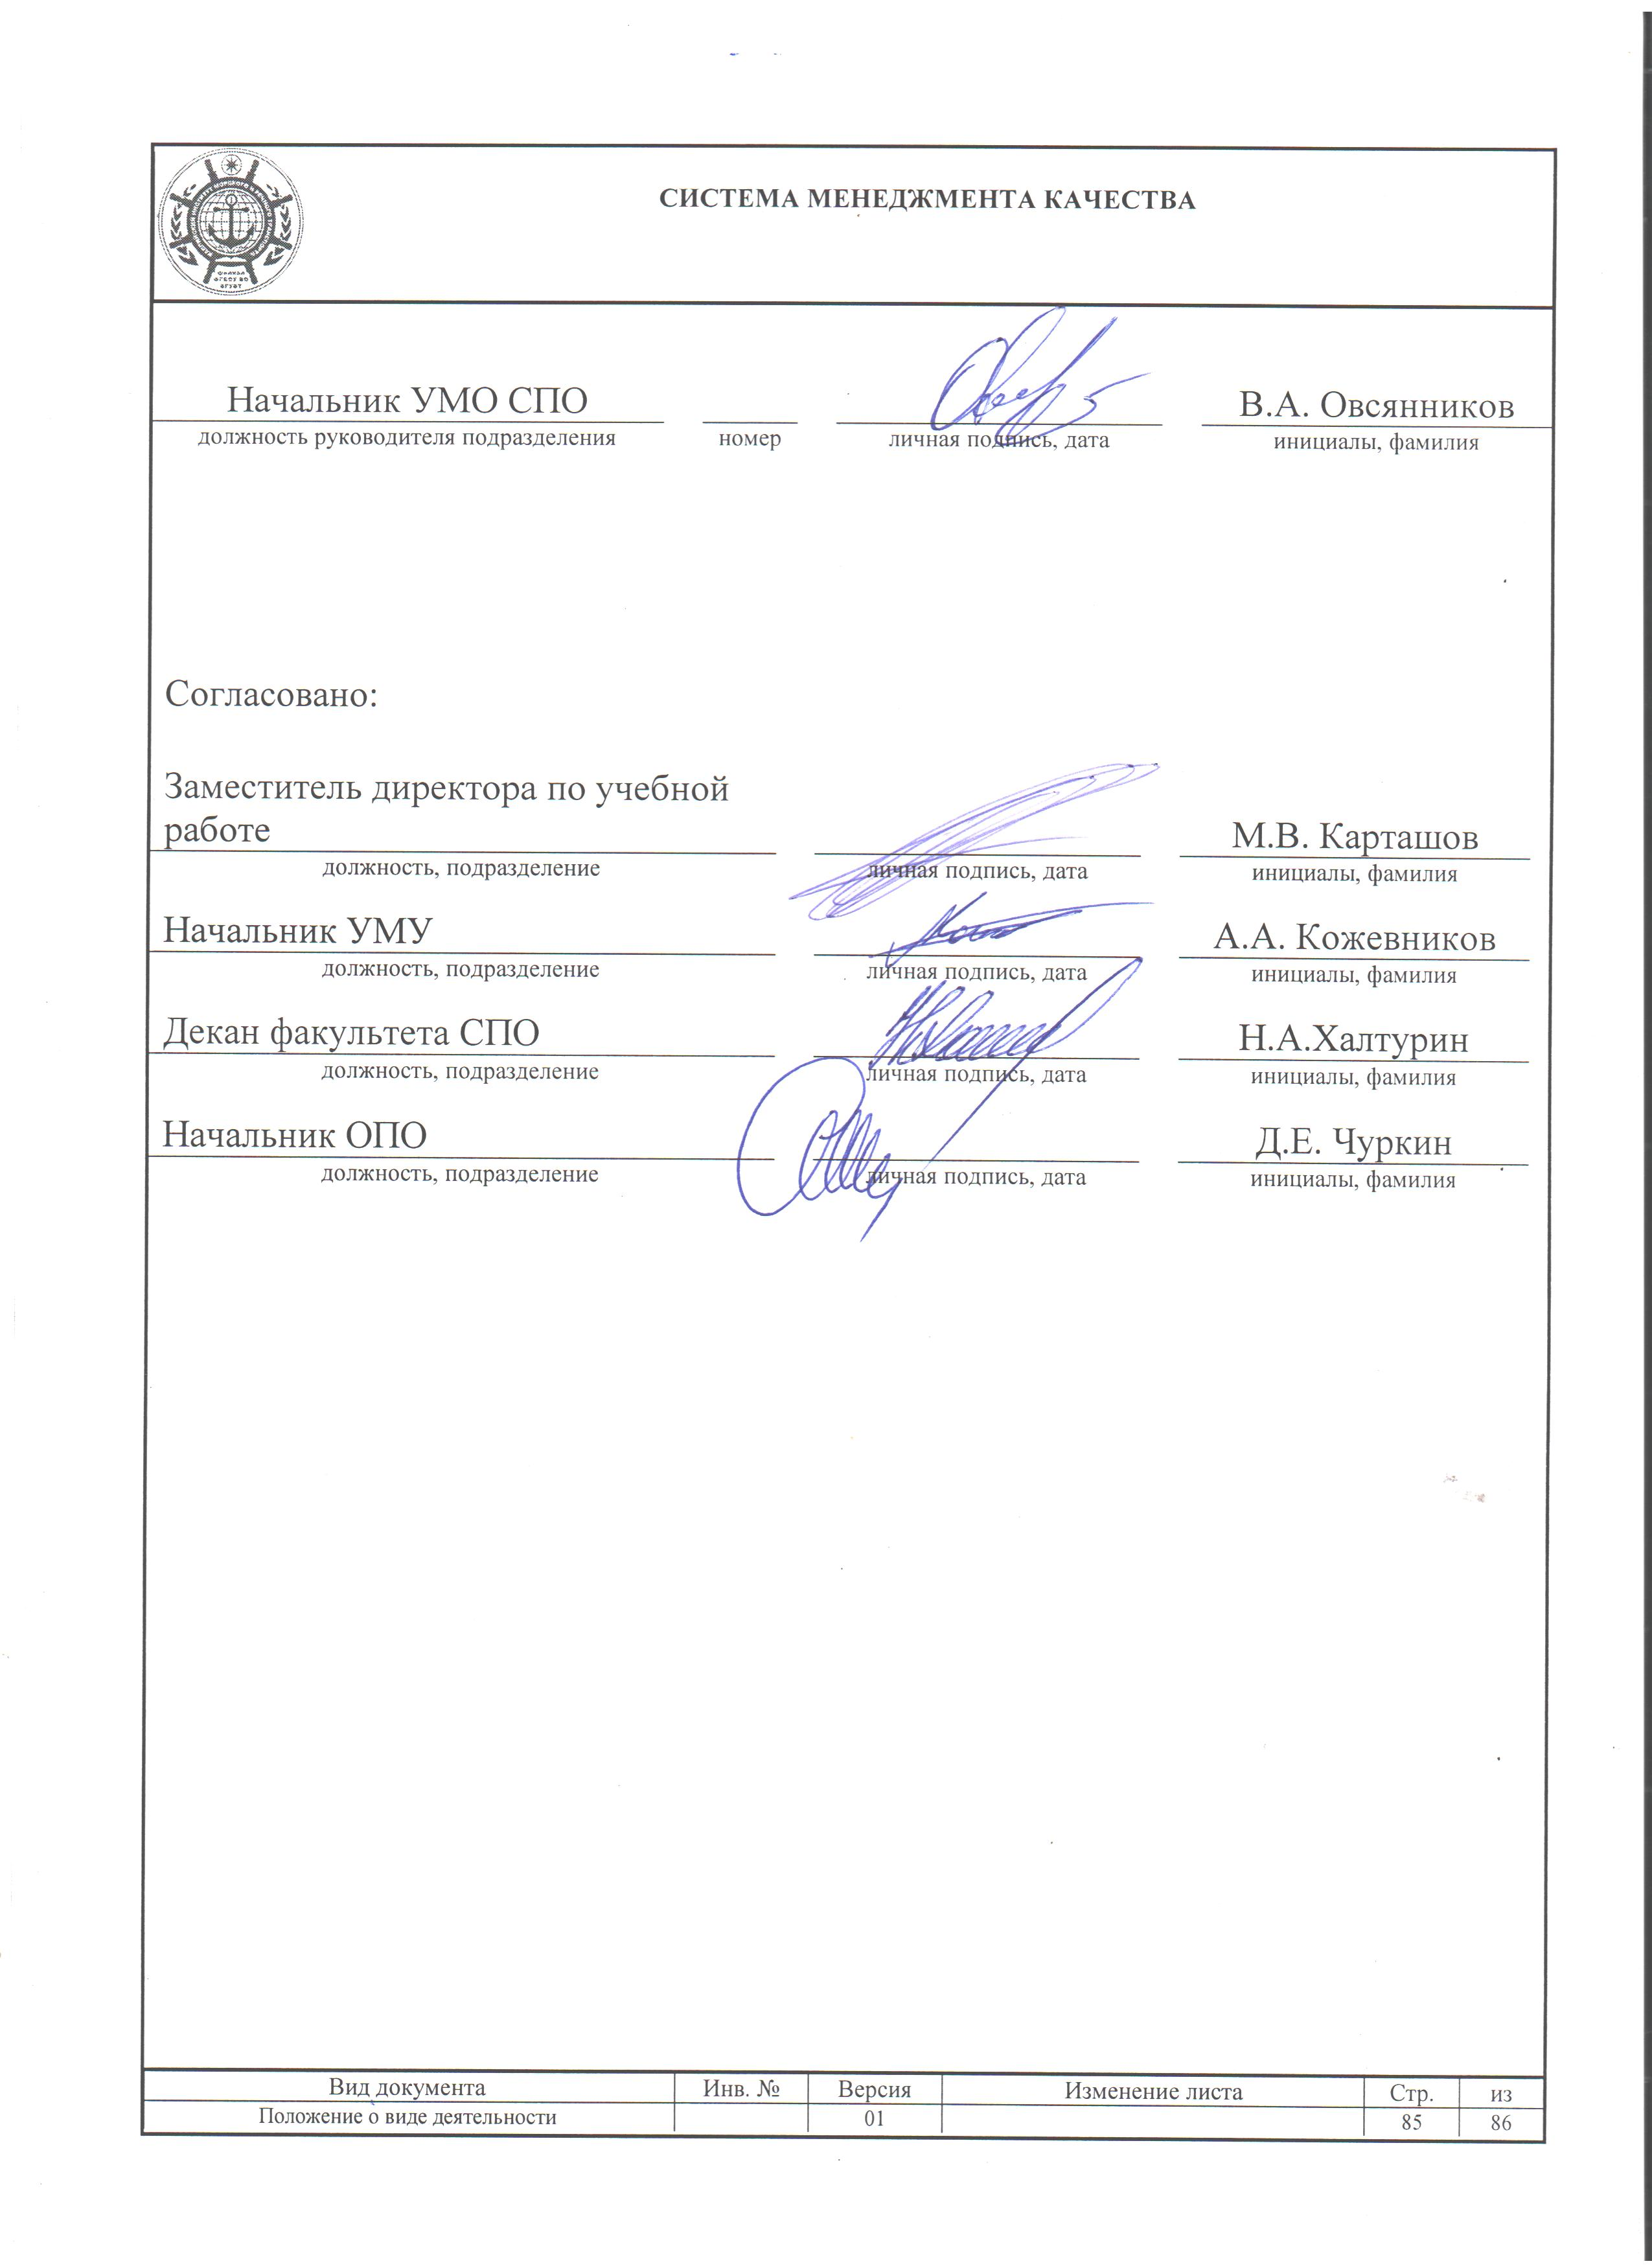 СИСТЕМА МЕНЕДЖМЕНТА КАЧЕСТВА
Начальник УМО СПО В.А. Овсянников
должность руководителя подразделения номер личная подпись, дата инициалы, фамилия
Согласовано:
Заместитель директора по учебной
работе М.В. Карташов
должность, подразделение личная подпись, дата инициалы, фамилия
Начальник УМУ А.А. Кожевников
должность, подразделение личная подпись, дата инициалы, фамилия
Декан факультета СПО Н.А.Халтурин
должность, подразделение личная подпись, дата инициалы, фамилия
Начальник ОПО Д.Е. Чуркин
должность, подразделение личная подпись, дата инициалы, фамилия
Вид документа Инв. № Версия Изменение листа Стр. из
Положение о виде деятельности 01 85 86